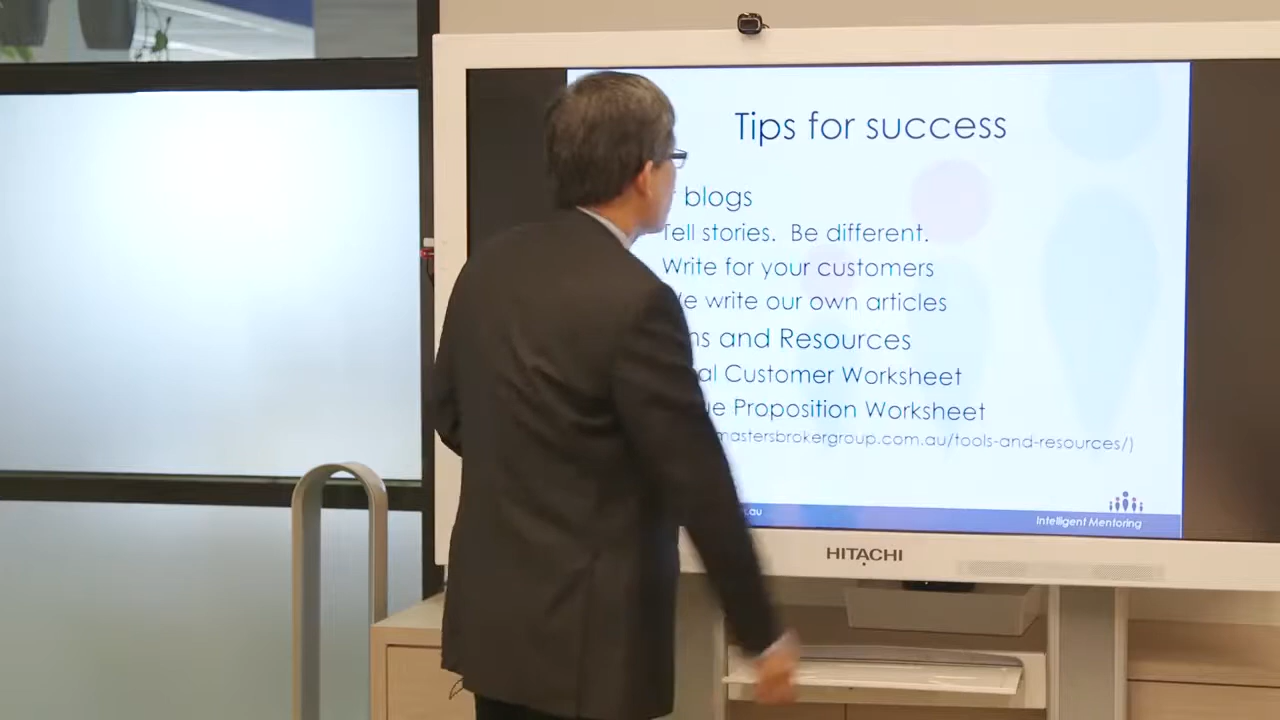 Tips for success
blogs
Tell stories.  Be different.
Write for your customers
write our own articles
and Resources
Customer Worksheet
Proposition Worksheet
mastersbrokergroup.com.au/tools-and-resources/)
.au
Intelligent Mentoring
HITACHI